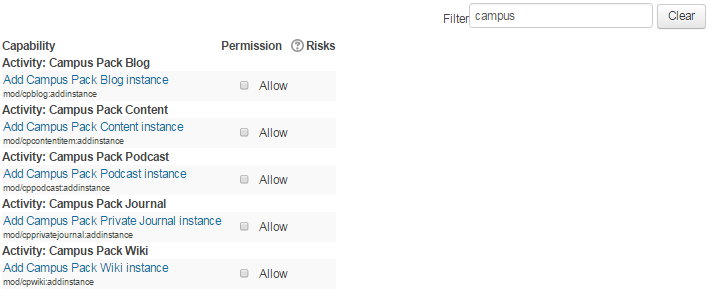 Filter campus Clear
Capability Permission Risks
Activity: Campus Pack Blog
Add Campus Pack Blog instance Allow
mod/cpblog:addinstance
Activity: Campus Pack Content
Add Campus Pack Content instance Allow
mod/cpcontentitem:addinstance
Activity: Campus Pack Podcast
Add Campus Pack Podcast instance Allow
mod/cppodcast:addinstance
Activity: Campus Pack Journal
Add Campus Pack Private Journal instance Allow
mod/cpprivatejournal:addinstance
Activity: Campus Pack Wiki
Add Campus Pack Wiki instance Allow
mod/cpwiki:addinstance